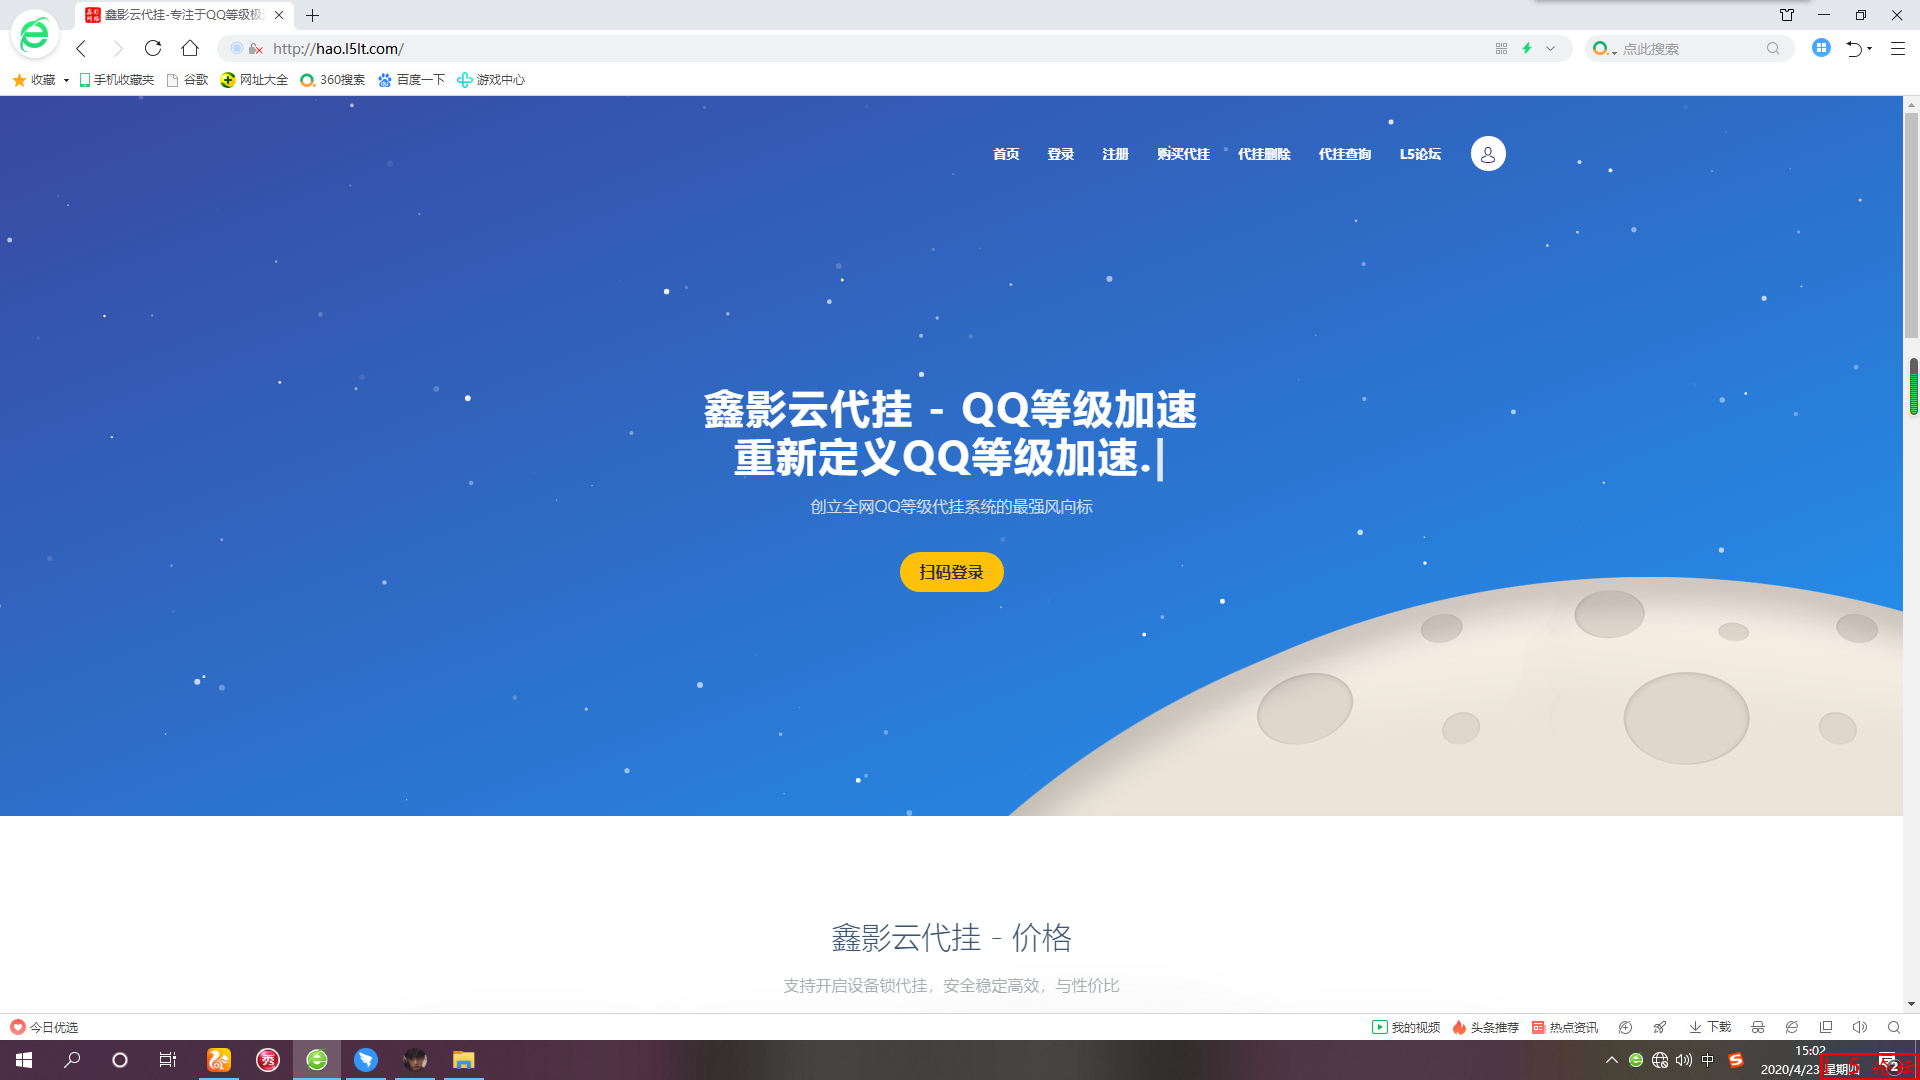 鑫影云代挂-专注于QQ等级极
http://hao.l5lt.com/
点此搜索
收藏
手机收藏夹
谷歌
网址大全
360搜索
百度一下
游戏中心
首页
登录
注册
购买代挂
代挂删除
代挂查询
L5论坛
鑫影云代挂 - QQ等级加速
重新定义QQ等级加速.|
创立全网QQ等级代挂系统的最强风向标
扫码登录
鑫影云代挂 - 价格
支持开启设备锁代挂，安全稳定高效，与性价比
今日优选
我的视频
头条推荐
热点资讯
下载
中
15:02
2020/4/23 星期四
2